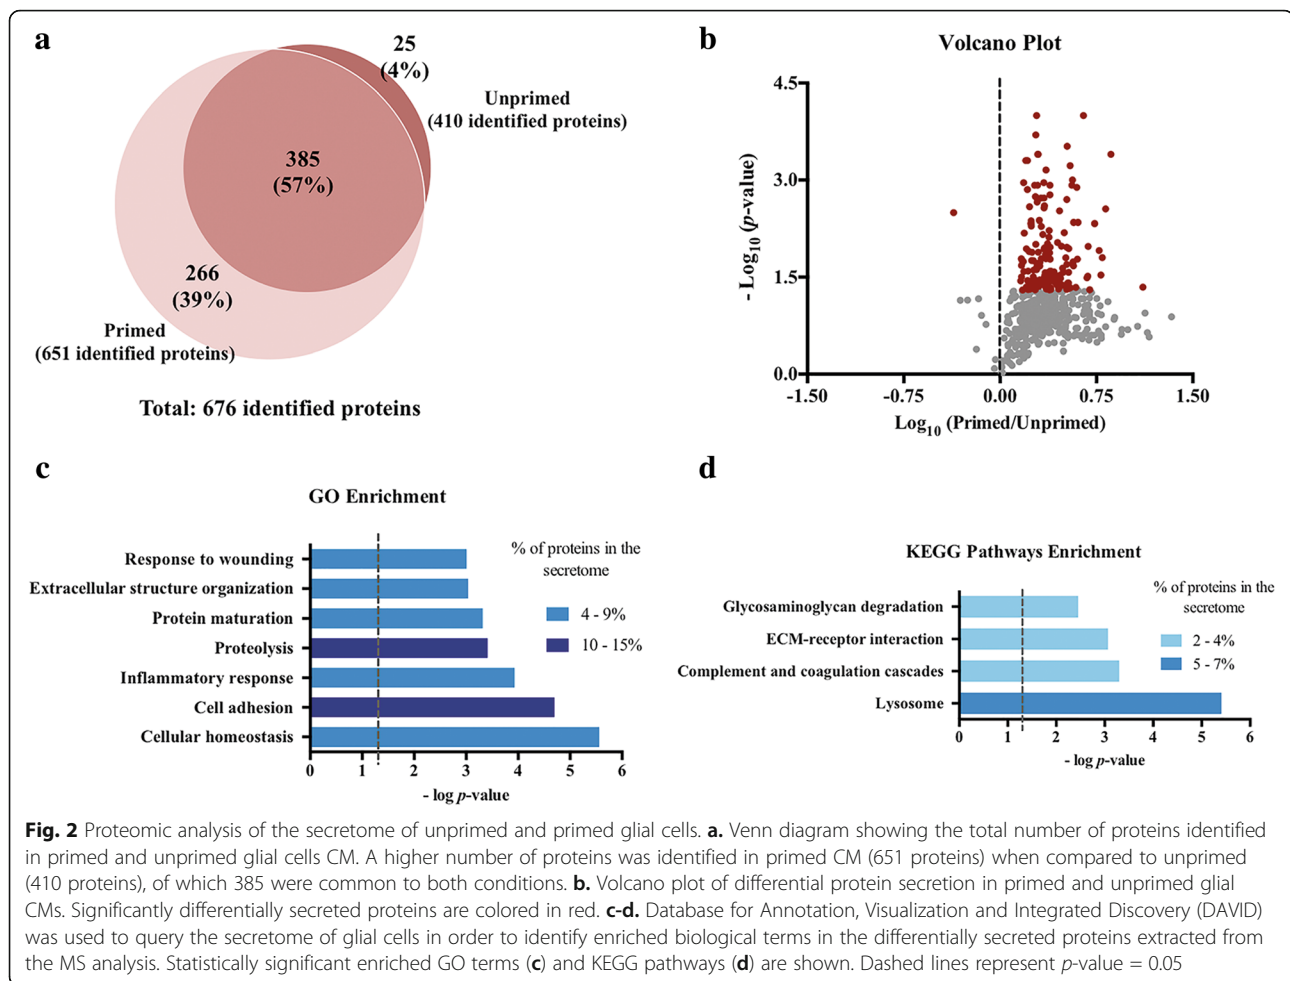 a
25
(4%)
Unprimed
(410 identified proteins)
385
(57%)
266
(39%)
Primed
(651 identified proteins)
Total: 676 identified proteins
b
Volcano Plot
4.5
3.0
1.5
0.0
- Log10 (p-value)
-1.50 -0.75 0.00 0.75 1.50
Log10 (Primed/Unprimed)
c
GO Enrichment
Response to wounding
Extracellular structure organization
Protein maturation
Proteolysis
Inflammatory response
Cell adhesion
Cellular homeostasis
0 1 2 3 4 5 6
- log p-value
% of proteins in the
secretome
4 - 9%
10 - 15%
d
KEGG Pathways Enrichment
Glycosaminoglycan degradation
ECM-receptor interaction
Complement and coagulation cascades
Lysosome
0 1 2 3 4 5 6
- log p-value
% of proteins in the
secretome
2 - 4%
5 - 7%
Fig. 2 Proteomic analysis of the secretome of unprimed and primed glial cells. a. Venn diagram showing the total number of proteins identified
in primed and unprimed glial cells CM. A higher number of proteins was identified in primed CM (651 proteins) when compared to unprimed
(410 proteins), of which 385 were common to both conditions. b. Volcano plot of differential protein secretion in primed and unprimed glial
CMs. Significantly differentially secreted proteins are colored in red. c-d. Database for Annotation, Visualization and Integrated Discovery (DAVID)
was used to query the secretome of glial cells in order to identify enriched biological terms in the differentially secreted proteins extracted from
the MS analysis. Statistically significant enriched GO terms (c) and KEGG pathways (d) are shown. Dashed lines represent p-value = 0.05